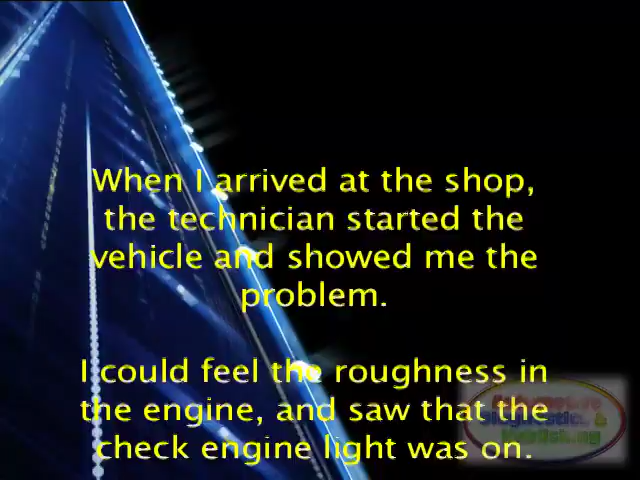 When I arrived at the shop,
the technician started the
vehicle and showed me the
problem.
I could feel the roughness in
the engine, and saw that the
check engine light was on.